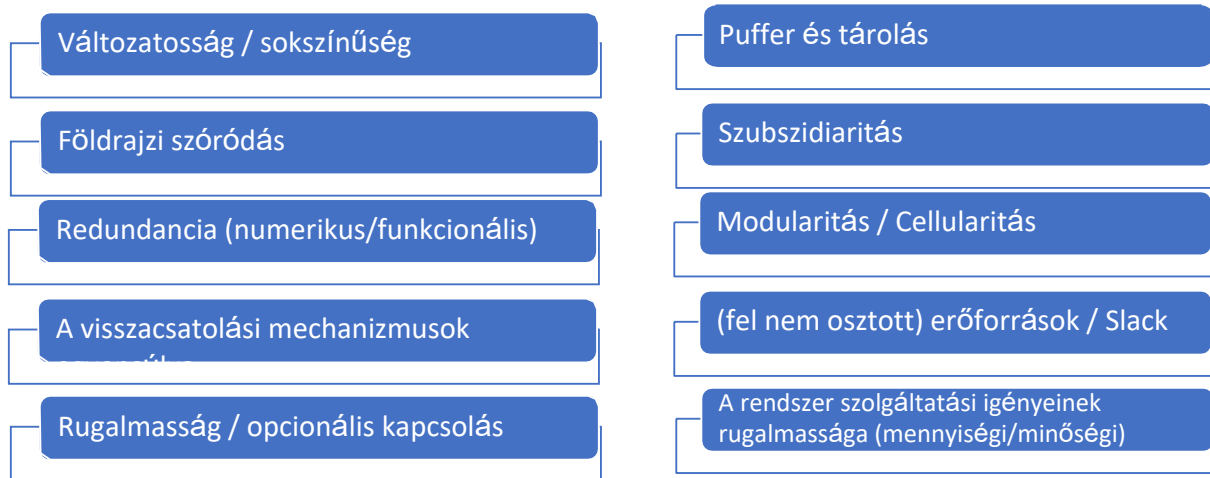 Változatosság / sokszínűség
Földrajzi szóródás
Redundancia (numerikus/funkcionális)
A visszacsatolási mechanizmusok
Rugalmasság / opcionális kapcsolás
Puffer és tárolás
Szubszidiaritás
Modularitás / Cellularitás
(fel nem osztott) erőforrások / Slack
A rendszer szolgáltatási igényeinek
rugalmassága (mennyiségi/minőségi)